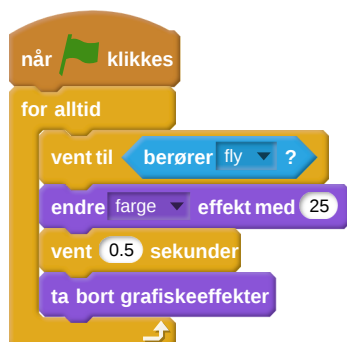 når klikkes
for alltid
vent til berører fly ?
endre farge effekt med 25
vent 0.5 sekunder
ta bort grafiskeeffekter